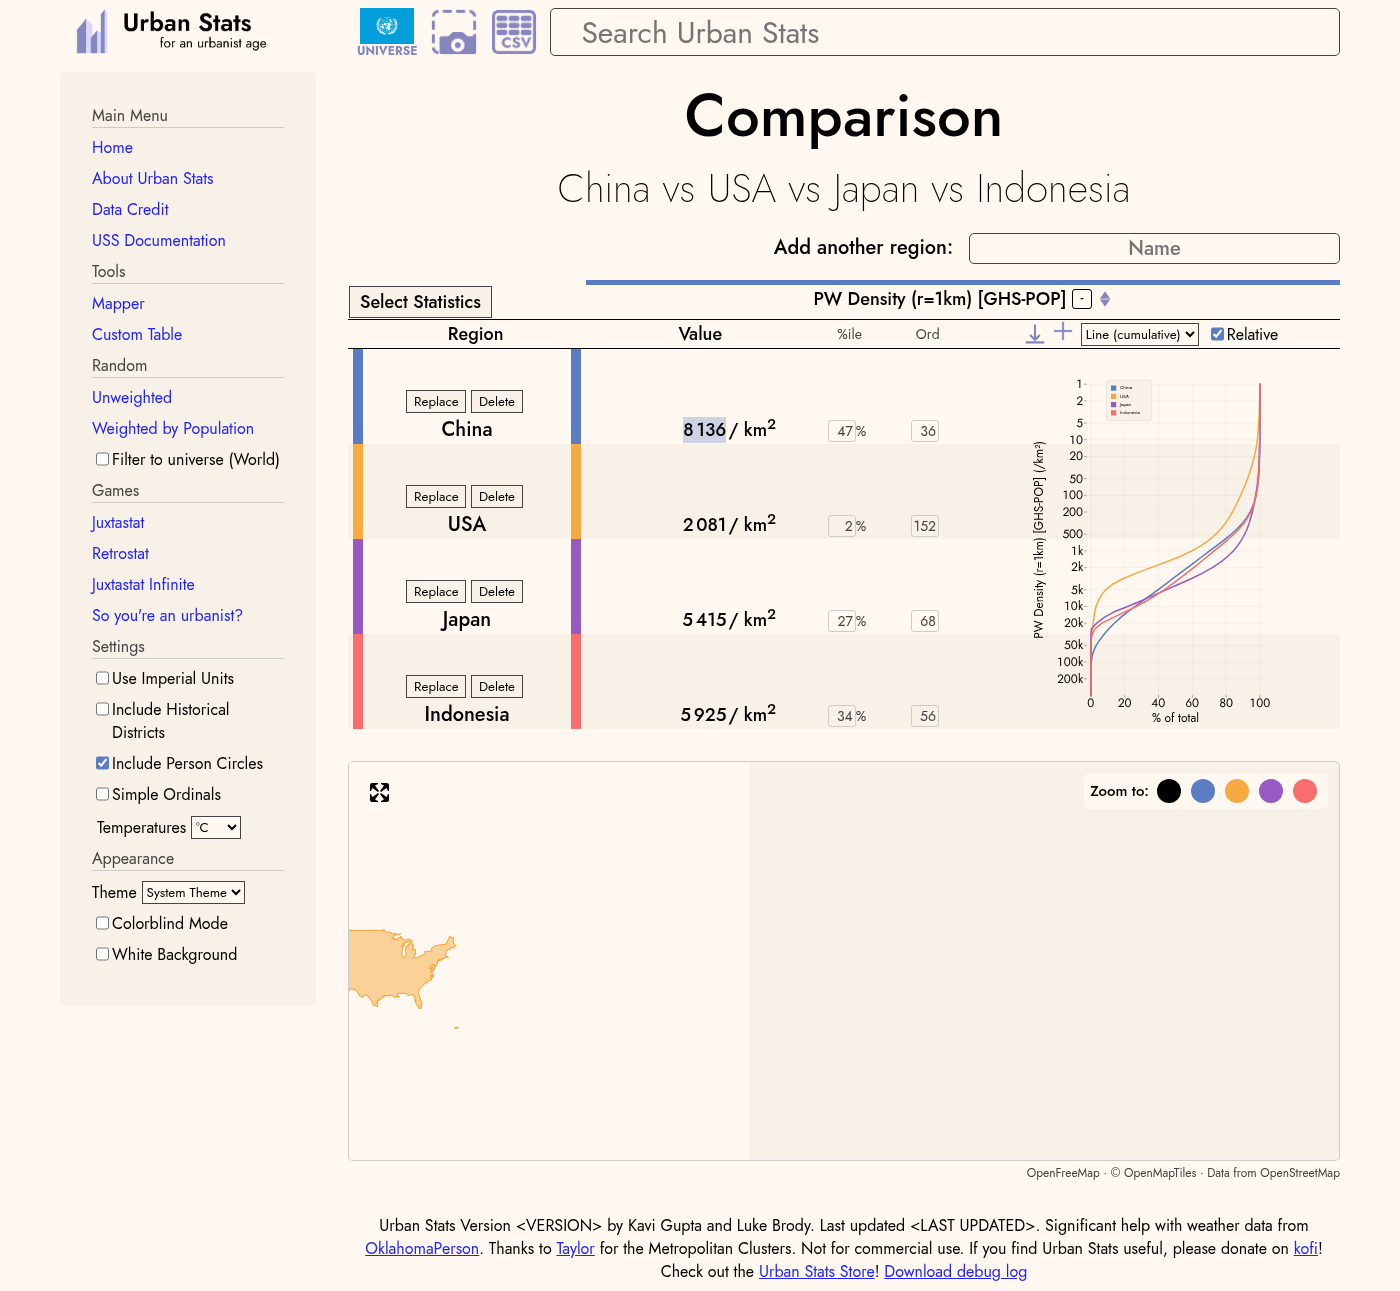 Urban Stats
for an urbanist age
UNIVERSE
CSV
Search Urban Stats
Main Menu
Home
About Urban Stats
Data Credit
USS Documentation
Tools
Mapper
Custom Table
Random
Unweighted
Weighted by Population
Filter to universe (World)
Games
Juxtastat
Retrostat
Juxtastat Infinite
So you're an urbanist?
Settings
Use Imperial Units
Include Historical
Districts
Include Person Circles
Simple Ordinals
Temperatures °C
Appearance
Theme System Theme
Colorblind Mode
White Background
Comparison
China vs USA vs Japan vs Indonesia
Add another region: Name
Select Statistics
PW Density (r=1km) [GHS-POP] -
Region Value %ile Ord Line (cumulative) Relative
Replace Delete
China 8 136 / km² 47 % 36
Replace Delete
USA 2 081 / km² 2 % 152
Replace Delete
Japan 5 415 / km² 27 % 68
Replace Delete
Indonesia 5 925 / km² 34 % 56
China
USA
Japan
Indonesia
PW Density (r=1km) [GHS-POP] (/km²)
1
2
5
10
20
50
100
200
500
1k
2k
5k
10k
20k
50k
100k
200k
0 20 40 60 80 100
% of total
Zoom to:
OpenFreeMap · © OpenMapTiles · Data from OpenStreetMap
Urban Stats Version <VERSION> by Kavi Gupta and Luke Brody. Last updated <LAST UPDATED>. Significant help with weather data from
OklahomaPerson. Thanks to Taylor for the Metropolitan Clusters. Not for commercial use. If you find Urban Stats useful, please donate on kofi!
Check out the Urban Stats Store! Download debug log